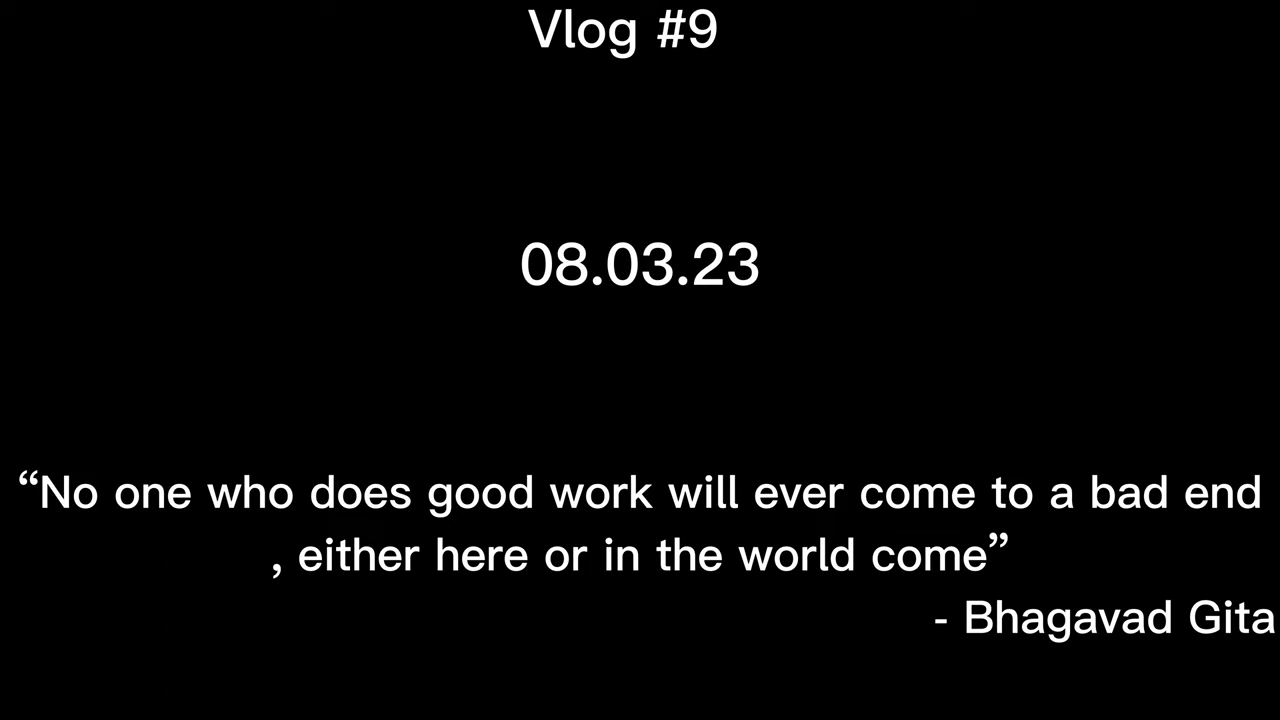 Vlog #9
08.03.23
“No one who does good work will ever come to a bad end
, either here or in the world come”
- Bhagavad Gita